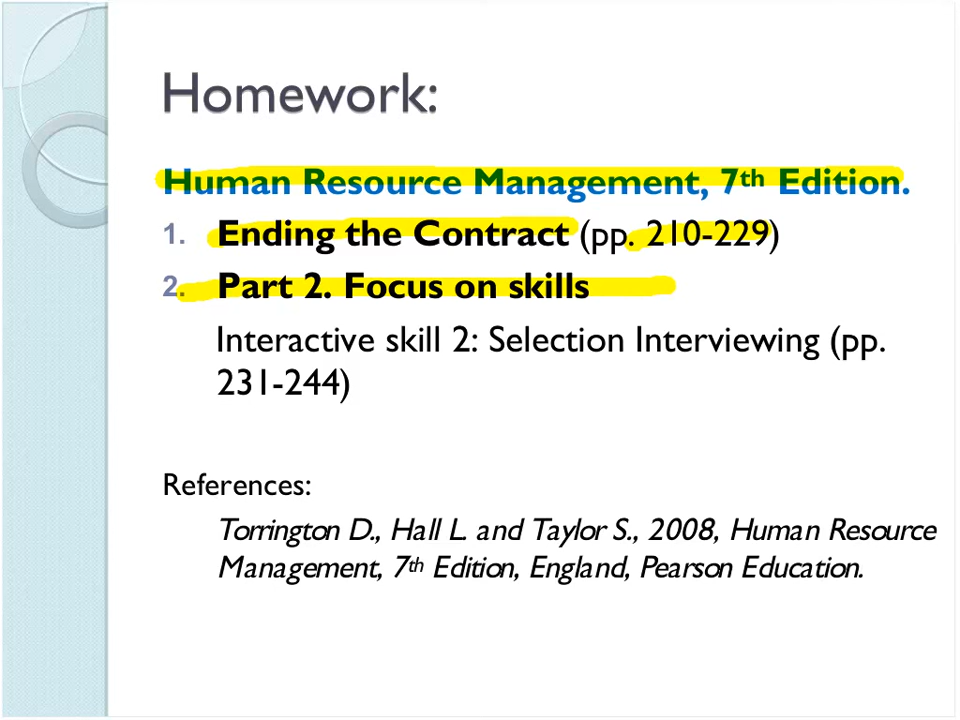 Homework:
Human Resource Management, 7th Edition.
1. Ending the Contract (pp. 210-229)
2. Part 2. Focus on skills
Interactive skill 2: Selection Interviewing (pp.
231-244)
References:
Torrington D., Hall L. and Taylor S., 2008, Human Resource
Management, 7th Edition, England, Pearson Education.